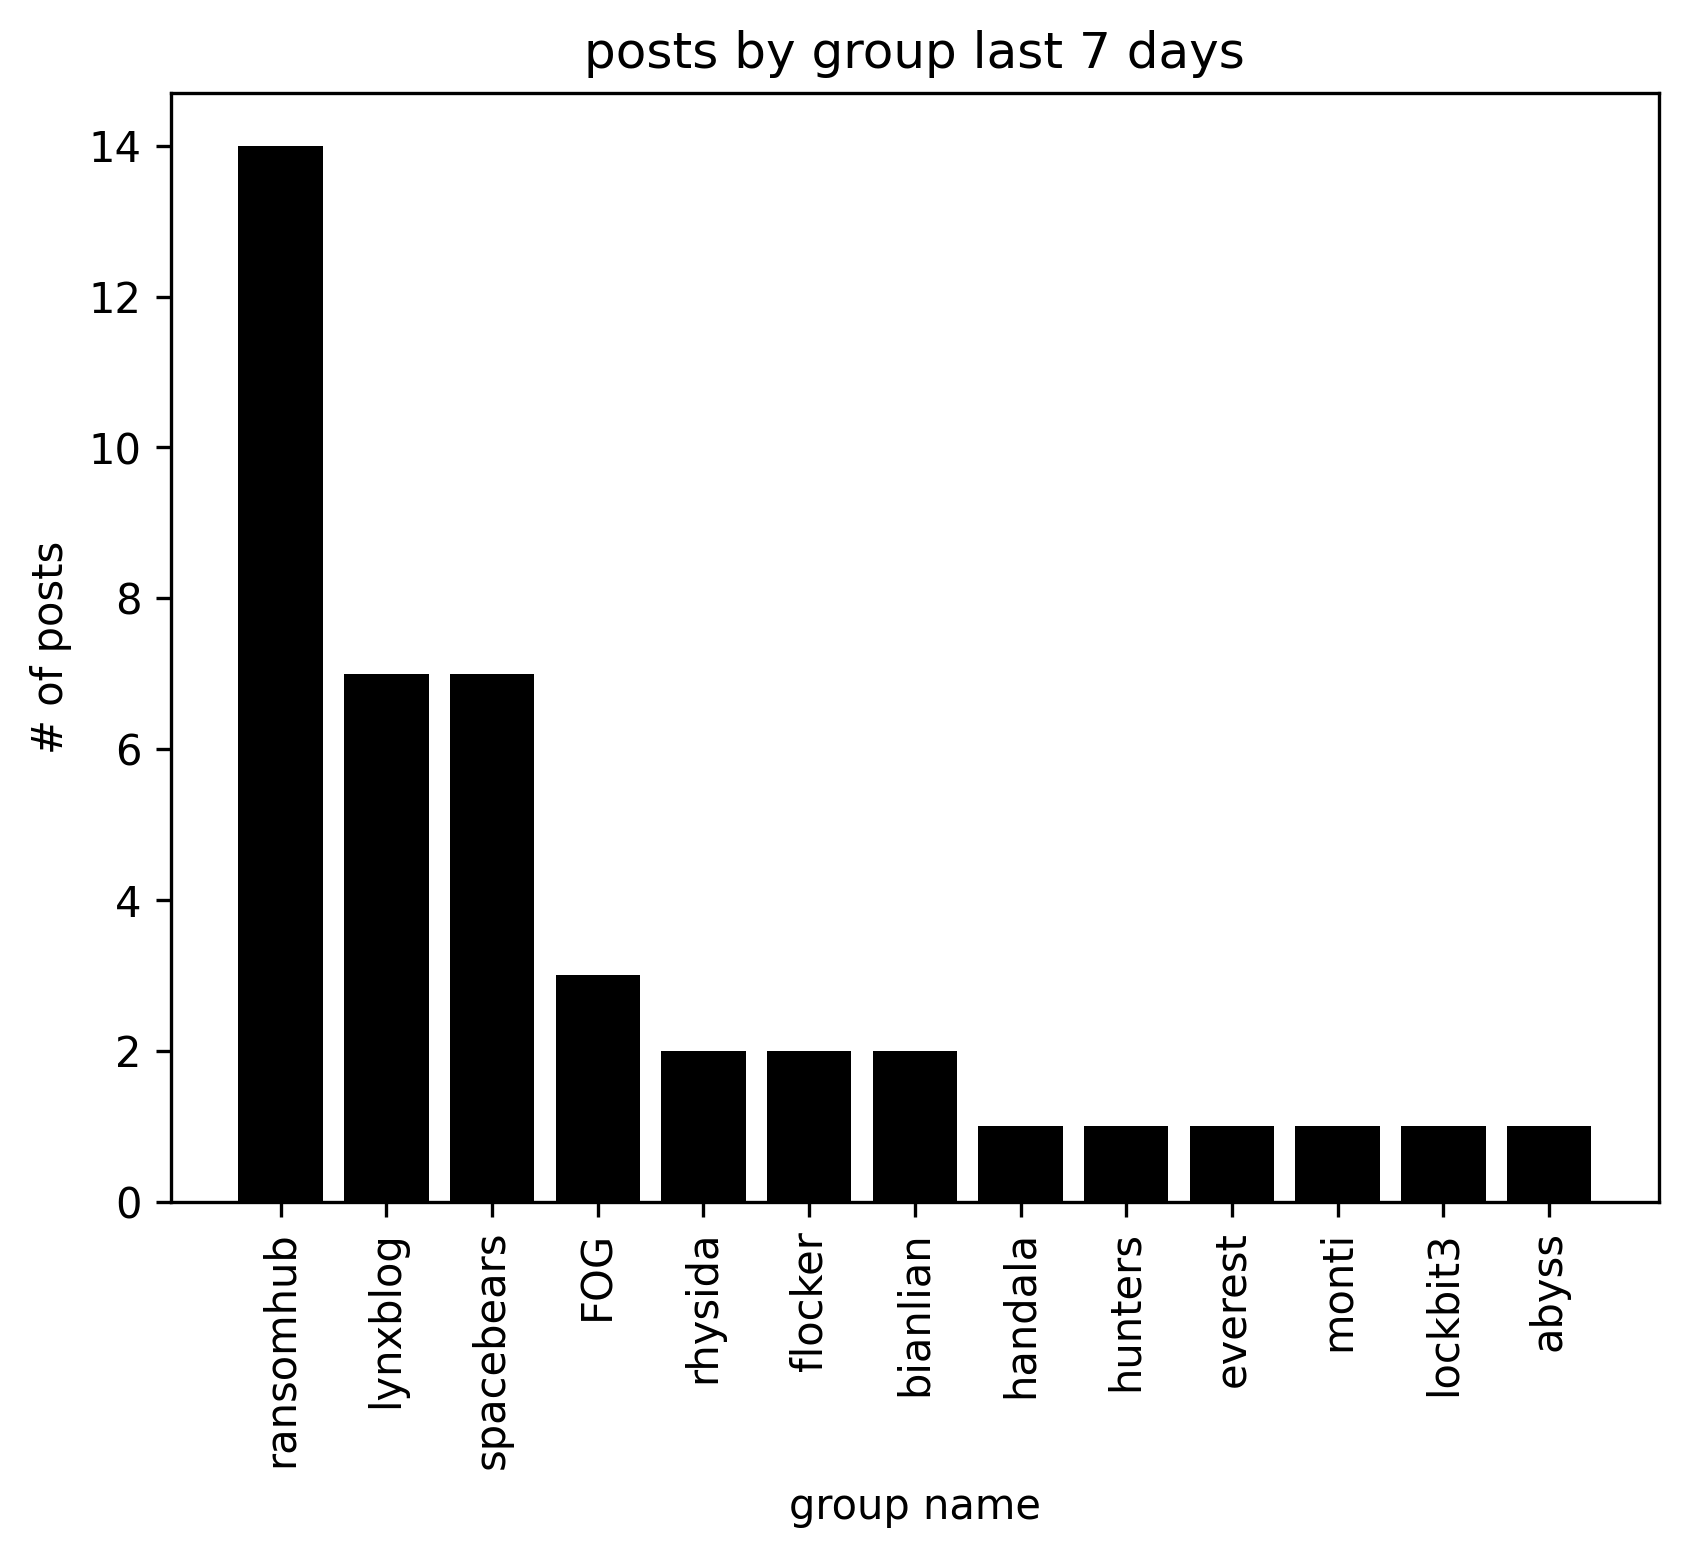 posts by group last 7 days
14
12
10
8
6
4
2
0
# of posts
ransomhub
lynxblog
spacebears
FOG
rhysida
flocker
bianlian
handala
hunters
everest
monti
lockbit3
abyss
group name